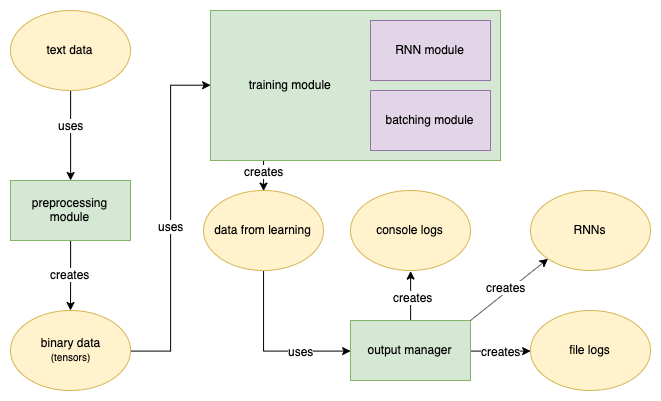 text data
uses
preprocessing
module
creates
binary data
(tensors)
uses
training module
RNN module
batching module
creates
data from learning
uses
output manager
creates
console logs
creates
RNNs
creates
file logs